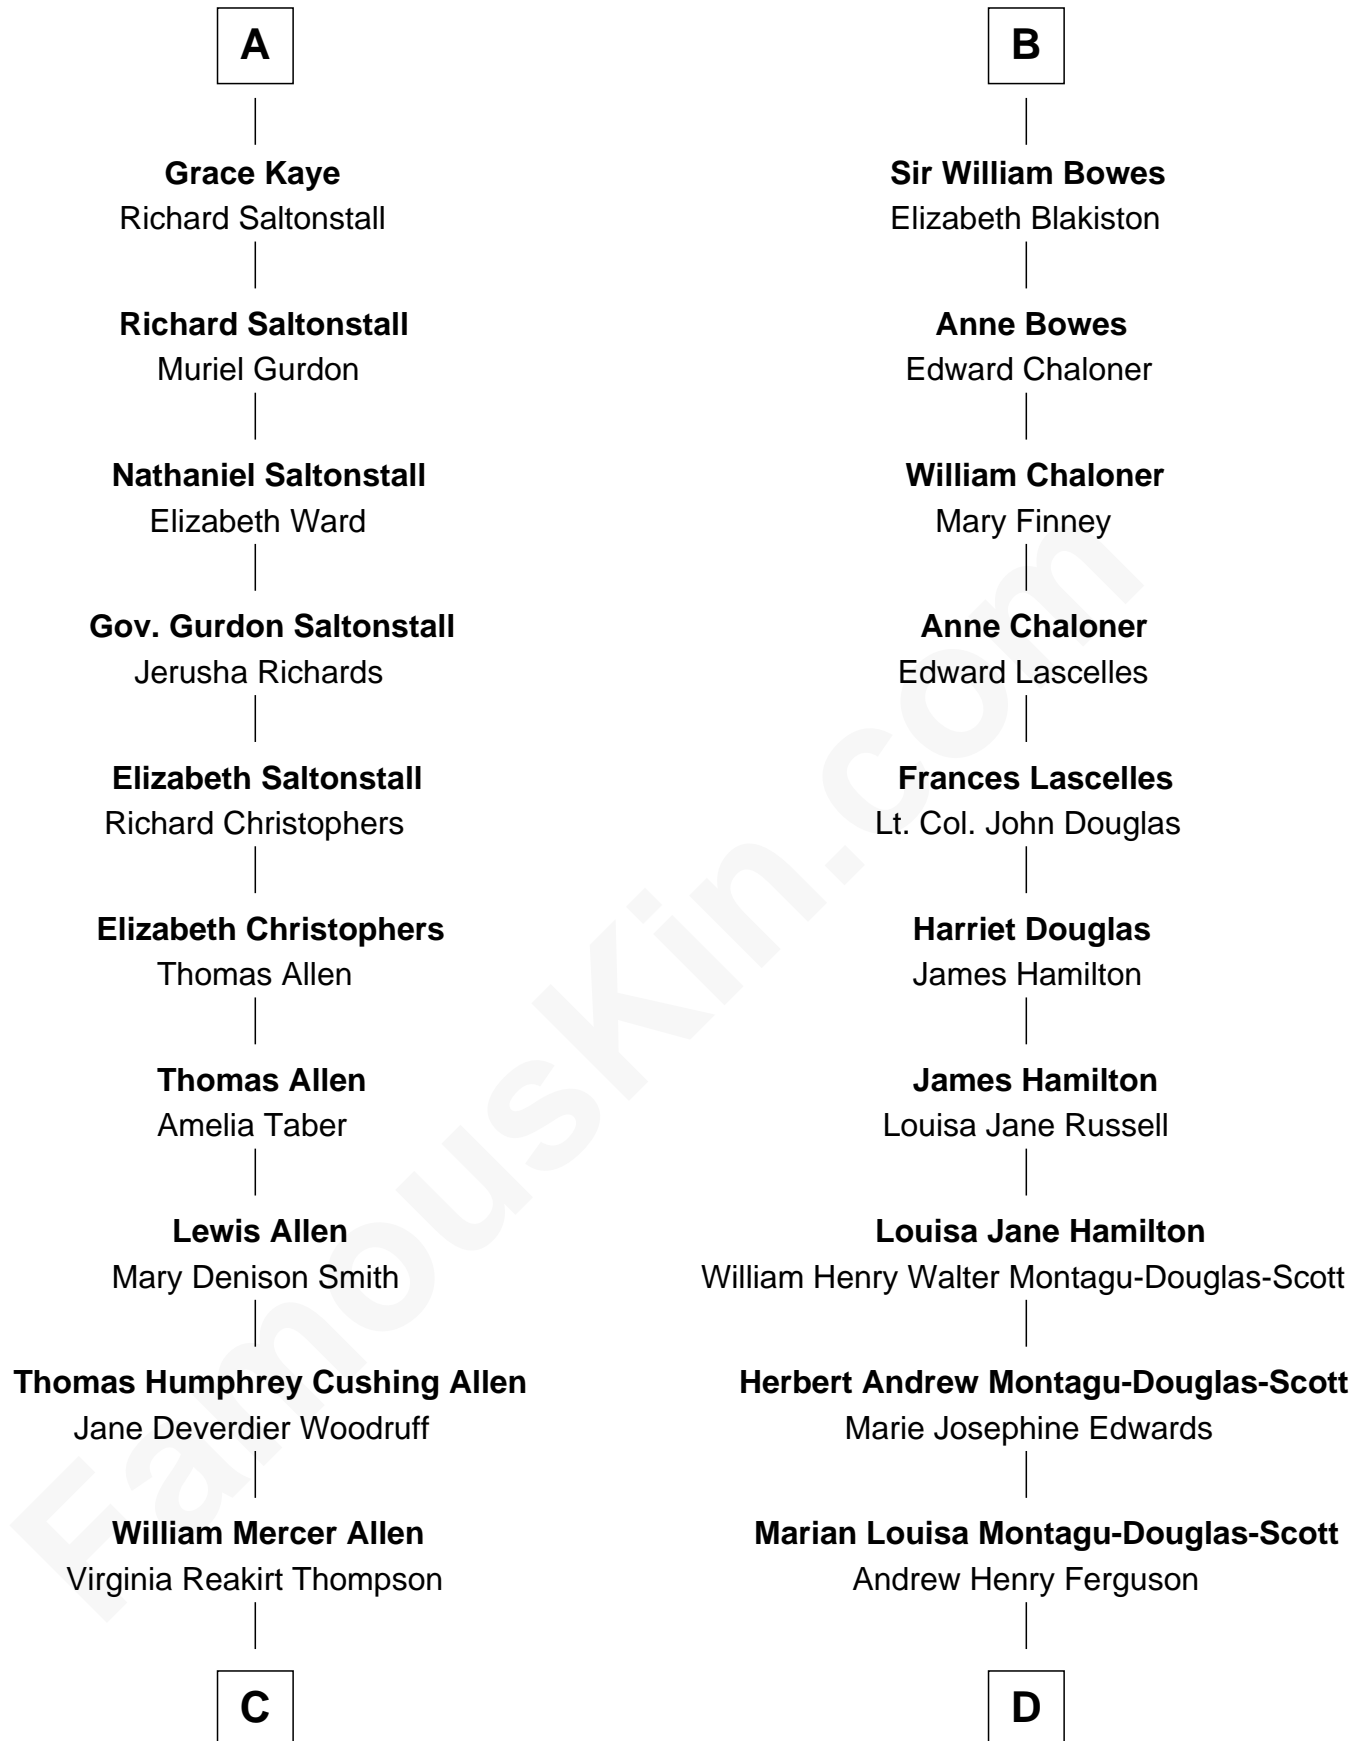 A
Grace Kaye
Richard Saltonstall
Richard Saltonstall
Muriel Gurdon
Nathaniel Saltonstall
Elizabeth Ward
Gov. Gurdon Saltonstall
Jerusha Richards
Elizabeth Saltonstall
Richard Christophers
Elizabeth Christophers
Thomas Allen
Thomas Allen
Amelia Taber
Lewis Allen
Mary Denison Smith
Thomas Humphrey Cushing Allen
Jane Deverdier Woodruff
William Mercer Allen
Virginia Reakirt Thompson
C
B
Sir William Bowes
Elizabeth Blakiston
Anne Bowes
Edward Chaloner
William Chaloner
Mary Finney
Anne Chaloner
Edward Lascelles
Frances Lascelles
Lt. Col. John Douglas
Harriet Douglas
James Hamilton
James Hamilton
Louisa Jane Russell
Louisa Jane Hamilton
William Henry Walter Montagu-Douglas-Scott
Herbert Andrew Montagu-Douglas-Scott
Marie Josephine Edwards
Marian Louisa Montagu-Douglas-Scott
Andrew Henry Ferguson
D
FamousKin.com